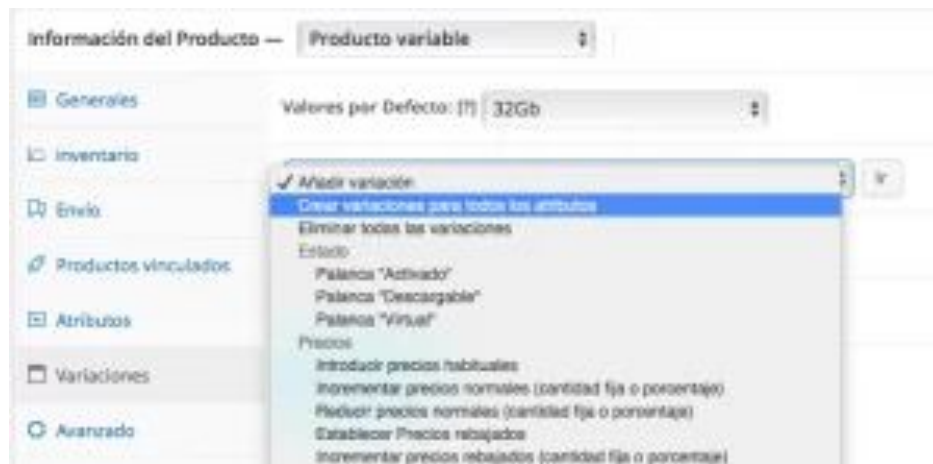 Información del Producto — Producto variable
Generales
Valores por Defecto: [?] 32Gb
Inventario
Añadir variación
Ir
Crear variaciones para todos los atributos
Envío
Eliminar todas las variaciones
Estado
Productos vinculados
Palanca "Activado"
Palanca "Descargable"
Atributos
Palanca "Virtual"
Precios
Variaciones
Introducir precios habituales
Incrementar precios normales (cantidad fija o porcentaje)
Reducir precios normales (cantidad fija o porcentaje)
Avanzado
Establecer Precios rebajados
Incrementar precios rebajados (cantidad fija o porcentaje)